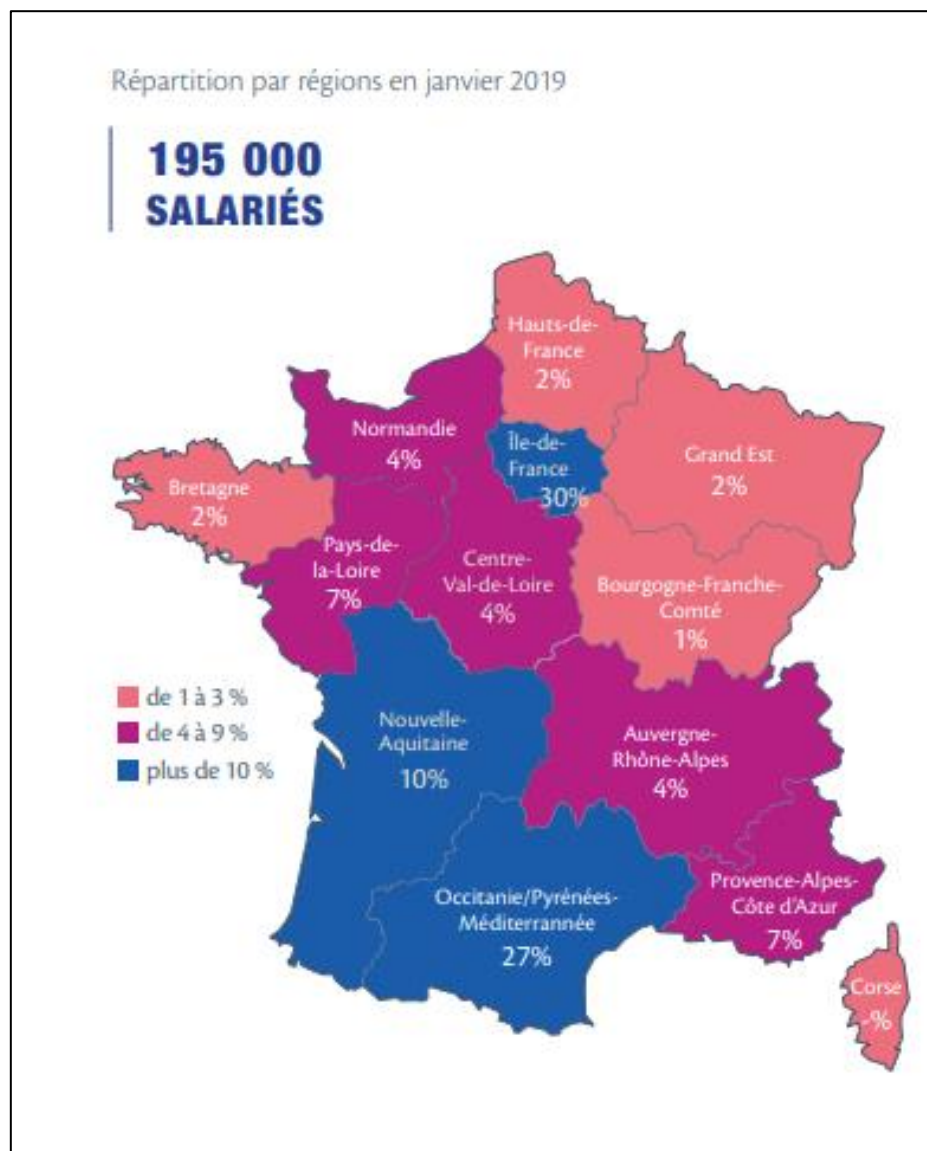 Répartition par régions en janvier 2019
195 000
SALARIÉS
Hauts-de-
France
2%
Normandie
4%
Île-de-
France
30%
Grand Est
2%
Bretagne
2%
Pays-de-
la-Loire
7%
Centre-
Val-de-Loire
4%
Bourgogne-Franche-
Comté
1%
de 1 à 3 %
de 4 à 9 %
plus de 10 %
Nouvelle-
Aquitaine
10%
Auvergne-
Rhône-Alpes
4%
Occitanie/Pyrénées-
Méditerrannée
27%
Provence-Alpes-
Côte d'Azur
7%
Corse
-%